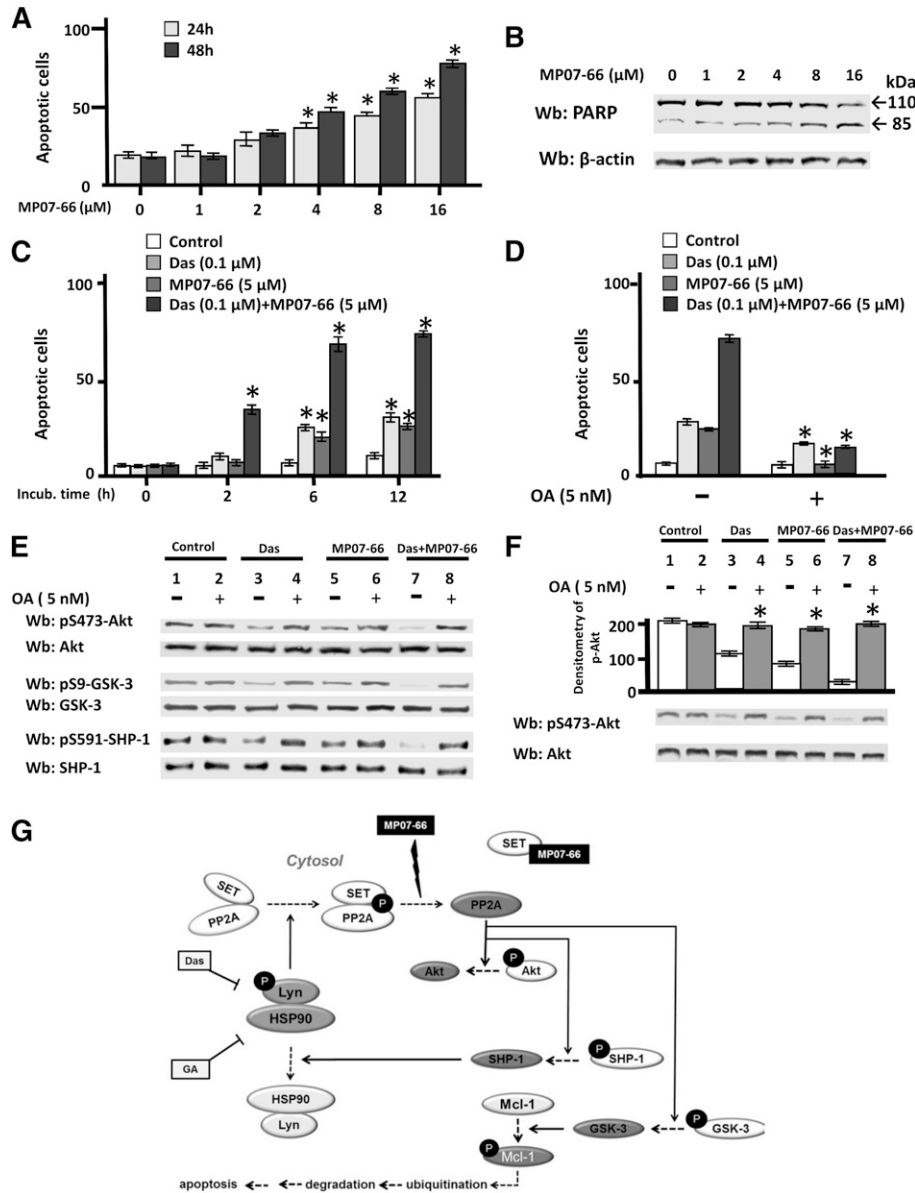 A
24h
48h
Apoptotic cells
100
50
0
* * * * * *
MP07-66 (µM) 0 1 2 4 8 16
B
MP07-66 (µM) 0 1 2 4 8 16 kDa
Wb: PARP ←110
← 85
Wb: β-actin
C
Control
Das (0.1 µM)
MP07-66 (5 µM)
Das (0.1 µM)+MP07-66 (5 µM)
Apoptotic cells
100
50
0
* * * * * * *
Incub. time (h) 0 2 6 12
D
Control
Das (0.1 µM)
MP07-66 (5 µM)
Das (0.1 µM)+MP07-66 (5 µM)
Apoptotic cells
100
50
0
* * *
OA (5 nM) - +
E
Control Das MP07-66 Das+MP07-66
1 2 3 4 5 6 7 8
OA ( 5 nM) - + - + - + - +
Wb: pS473-Akt
Wb: Akt
Wb: pS9-GSK-3
Wb: GSK-3
Wb: pS591-SHP-1
Wb: SHP-1
F
Control Das MP07-66 Das+MP07-66
1 2 3 4 5 6 7 8
OA ( 5 nM) - + - + - + - +
* * *
Densitometry of
p-Akt
200
100
0
Wb: pS473-Akt
Wb: Akt
G
MP07-66
Cytosol
SET
MP07-66
SET
PP2A
SET
P
PP2A
PP2A
Das
P
Lyn
HSP90
Akt
P
Akt
GA
SHP-1
P
SHP-1
HSP90
Lyn
Mcl-1
GSK-3
P
GSK-3
P
Mcl-1
apoptosis degradation ubiquitination